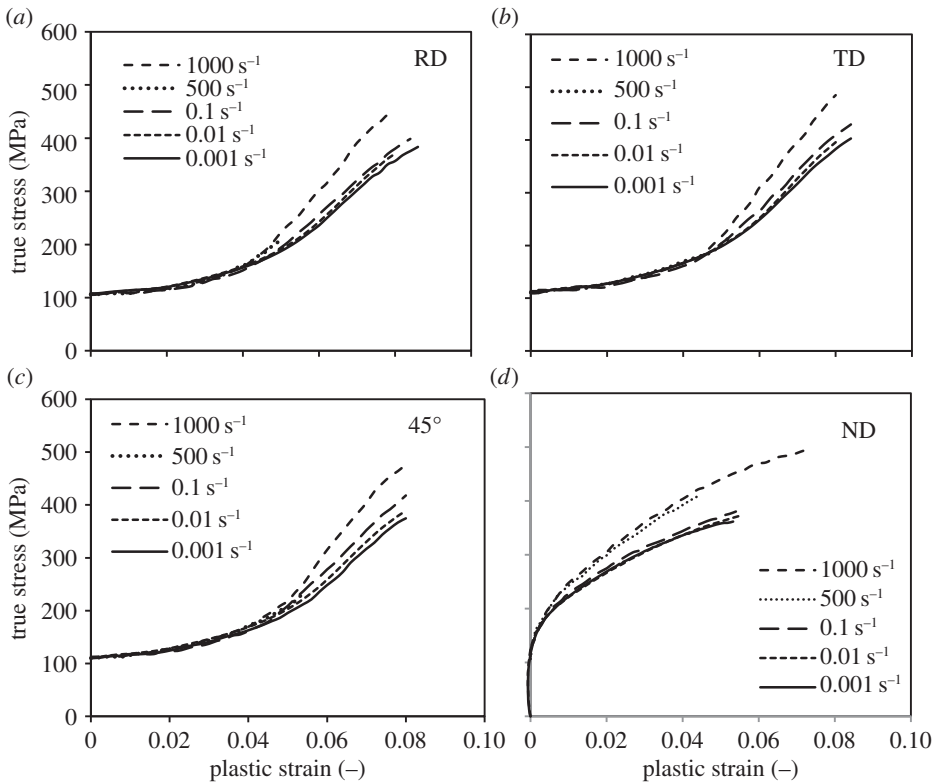 (a)
600
500
400
300
200
100
0
true stress (MPa)
1000 s⁻¹
500 s⁻¹
0.1 s⁻¹
0.01 s⁻¹
0.001 s⁻¹
RD
(b)
1000 s⁻¹
500 s⁻¹
0.1 s⁻¹
0.01 s⁻¹
0.001 s⁻¹
TD
(c)
600
500
400
300
200
100
0
true stress (MPa)
1000 s⁻¹
500 s⁻¹
0.1 s⁻¹
0.01 s⁻¹
0.001 s⁻¹
45°
0 0.02 0.04 0.06 0.08 0.10
plastic strain (–)
(d)
ND
1000 s⁻¹
500 s⁻¹
0.1 s⁻¹
0.01 s⁻¹
0.001 s⁻¹
0 0.02 0.04 0.06 0.08 0.10
plastic strain (–)